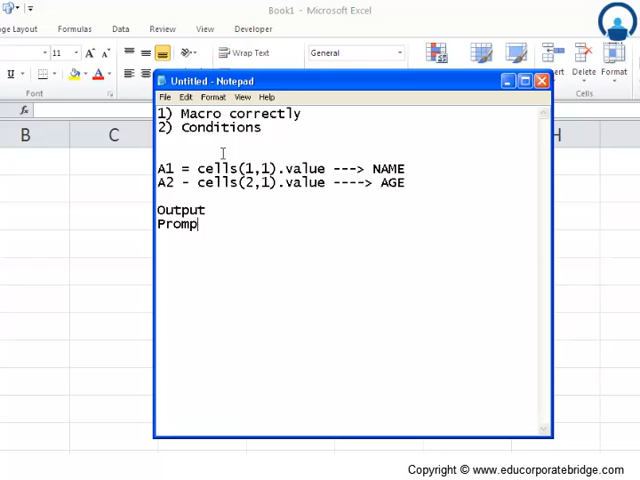 Book1 - Microsoft Excel
ge Layout Formulas Data Review View Developer
11 A A Wrap Text General
U A Delete Format
Font
fx
Untitled - Notepad
File Edit Format View Help
1) Macro correctly
2) Conditions
B C H
A1 = cells(1,1).value ---> NAME
A2 - cells(2,1).value ----> AGE
Output
Promp
Copyright © www.educorporatebridge.com